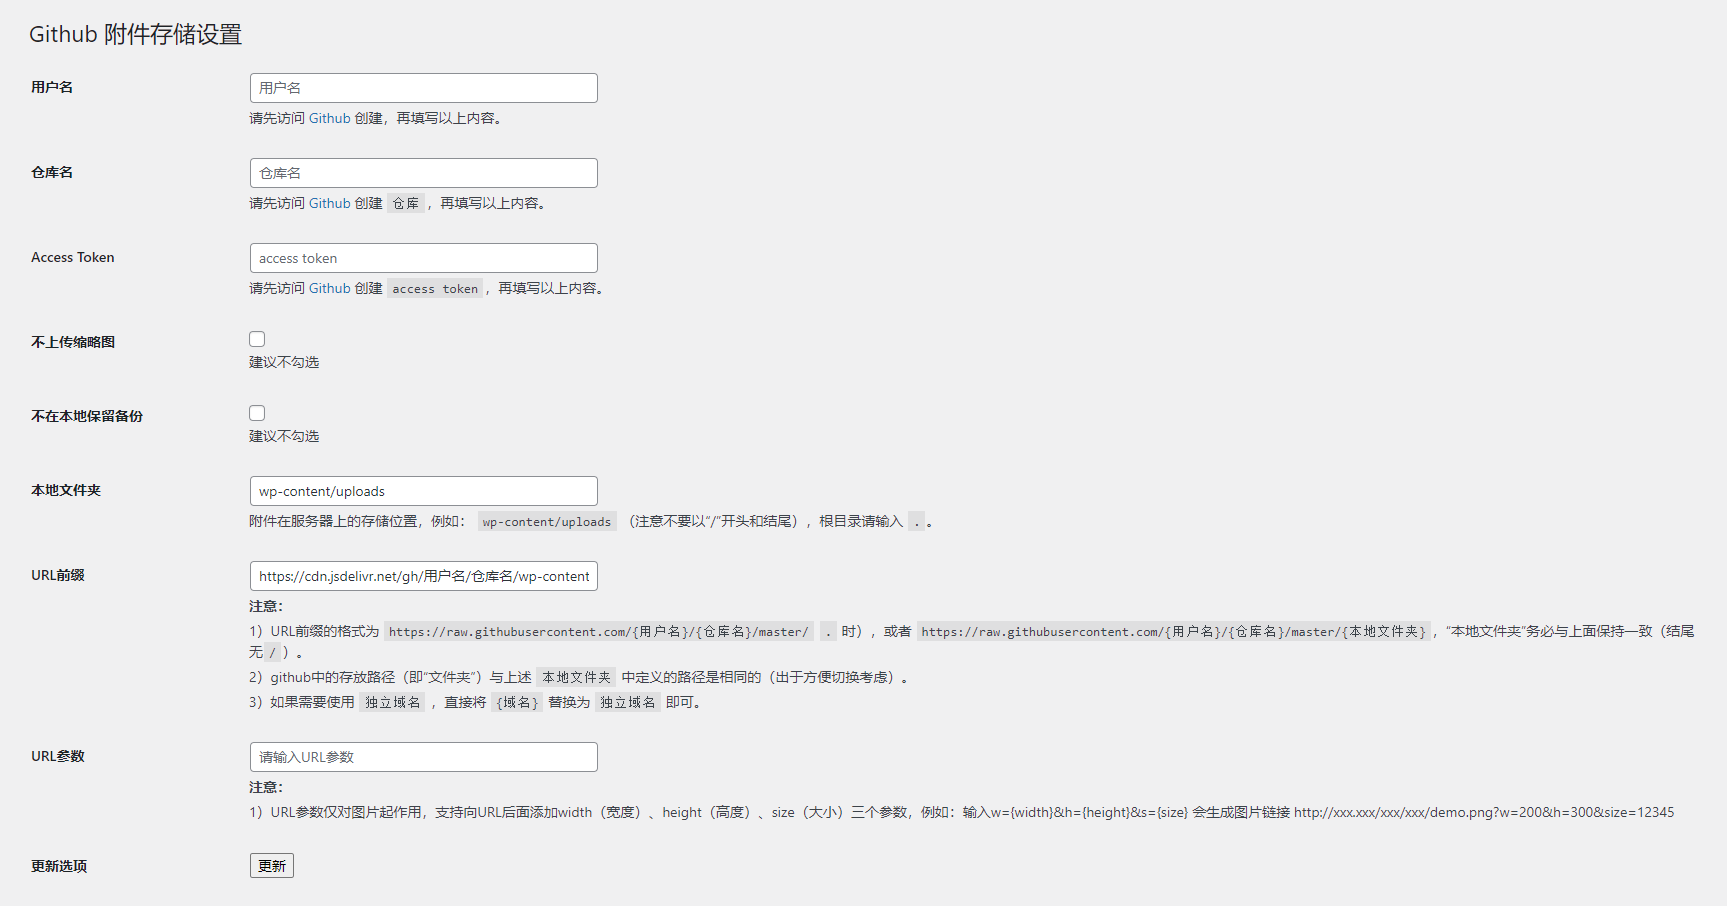 Github 附件存储设置
用户名
用户名
请先访问 Github 创建，再填写以上内容。
仓库名
仓库名
请先访问 Github 创建 仓库 ，再填写以上内容。
Access Token
access token
请先访问 Github 创建 access token ，再填写以上内容。
不上传缩略图
建议不勾选
不在本地保留备份
建议不勾选
本地文件夹
wp-content/uploads
附件在服务器上的存储位置，例如： wp-content/uploads （注意不要以“/”开头和结尾），根目录请输入 . 。
URL前缀
https://cdn.jsdelivr.net/gh/用户名/仓库名/wp-content
注意：
1）URL前缀的格式为 https://raw.githubusercontent.com/{用户名}/{仓库名}/master/ . 时），或者 https://raw.githubusercontent.com/{用户名}/{仓库名}/master/{本地文件夹} ，“本地文件夹”务必与上面保持一致（结尾
无 / ）。
2）github中的存放路径（即“文件夹”）与上述 本地文件夹 中定义的路径是相同的（出于方便切换考虑）。
3）如果需要使用 独立域名 ，直接将 {域名} 替换为 独立域名 即可。
URL参数
请输入URL参数
注意：
1）URL参数仅对图片起作用，支持向URL后面添加width（宽度）、height（高度）、size（大小）三个参数，例如：输入w={width}&h={height}&s={size} 会生成图片链接 http://xxx.xxx/xxx/xxx/demo.png?w=200&h=300&size=12345
更新选项
更新